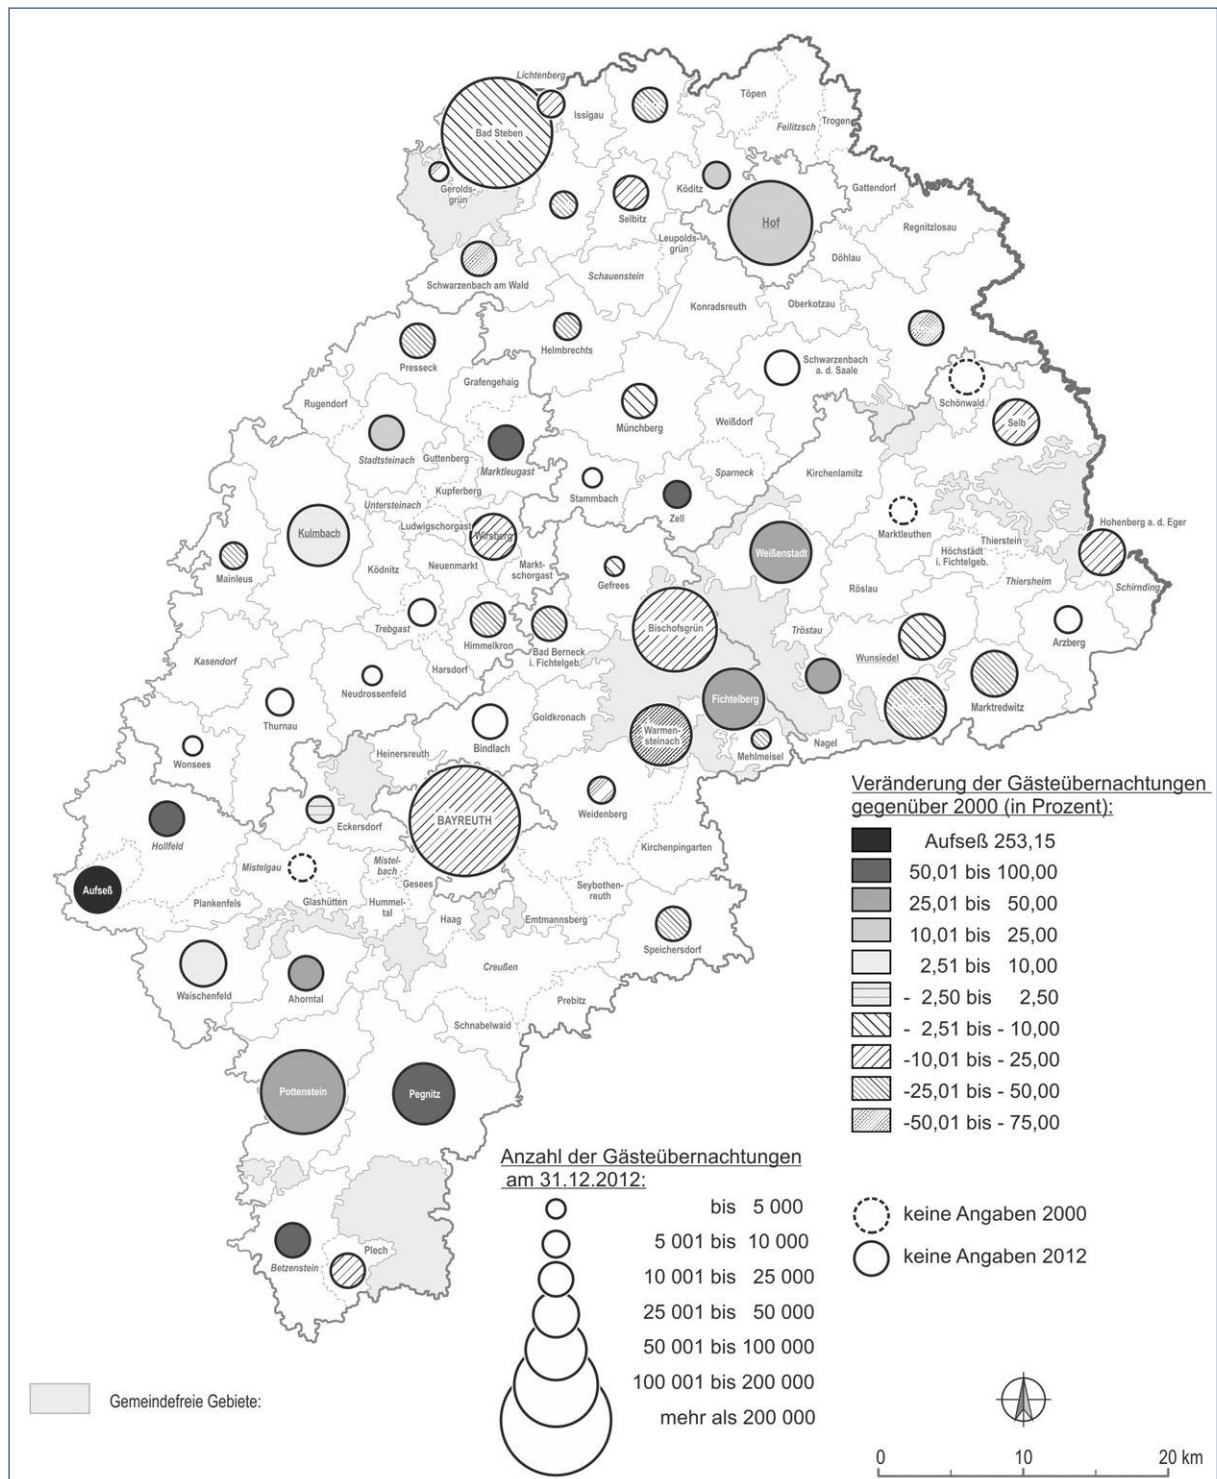 Lichtenberg
Töpen
Issigau
Feilitzsch
Trogen
Bad Steben
Gerolds-
grün
Selbitz
Köditz
Gattendorf
Hof
Regnitzlosau
Leupolds-
grün
Döhlau
Schwarzenbach am Wald
Schauenstein
Konradsreuth
Oberkotzau
Helmbrechts
Presseck
Schwarzenbach
a. d. Saale
Grafengehaig
Schönwald
Rugendorf
Münchberg
Weißdorf
Selb
Stadtsteinach
Guttenberg
Marktleugast
Sparneck
Kirchenlamitz
Kupferberg
Stammbach
Untersteinach
Zell
Hohenberg a. d. Eger
Ludwigschorgast
Kulmbach
Wirsberg
Marktleuthen
Thierstein
Weißenstadt
Höchstädt
i. Fichtelgeb.
Mainleus
Ködnitz
Neuenmarkt
Markt-
schorgast
Gefrees
Röslau
Thiersheim
Schirnding
Trebgast
Himmelkron
Bad Berneck
i. Fichtelgeb.
Bischofsgrün
Tröstau
Wunsiedel
Arzberg
Kasendorf
Harsdorf
Neudrossenfeld
Fichtelberg
Marktredwitz
Thurnau
Goldkronach
Bindlach
Warmen-
steinach
Mehlmeisel
Nagel
Wonsees
Heinersreuth
Weidenberg
Eckersdorf
BAYREUTH
Hollfeld
Kirchenpingarten
Mistelgau
Mistel-
bach
Gesees
Aufseß
Plankenfels
Glashütten
Hummel-
tal
Haag
Emtmannsberg
Seybothen-
reuth
Speichersdorf
Waischenfeld
Ahorntal
Creußen
Prebitz
Schnabelwaid
Pottenstein
Pegnitz
Betzenstein
Plech
Veränderung der Gästeübernachtungen
gegenüber 2000 (in Prozent):
Aufseß 253,15
50,01 bis 100,00
25,01 bis 50,00
10,01 bis 25,00
2,51 bis 10,00
- 2,50 bis 2,50
- 2,51 bis - 10,00
-10,01 bis - 25,00
-25,01 bis - 50,00
-50,01 bis - 75,00
Anzahl der Gästeübernachtungen
am 31.12.2012:
bis 5 000
5 001 bis 10 000
10 001 bis 25 000
25 001 bis 50 000
50 001 bis 100 000
100 001 bis 200 000
mehr als 200 000
keine Angaben 2000
keine Angaben 2012
Gemeindefreie Gebiete:
0 10 20 km